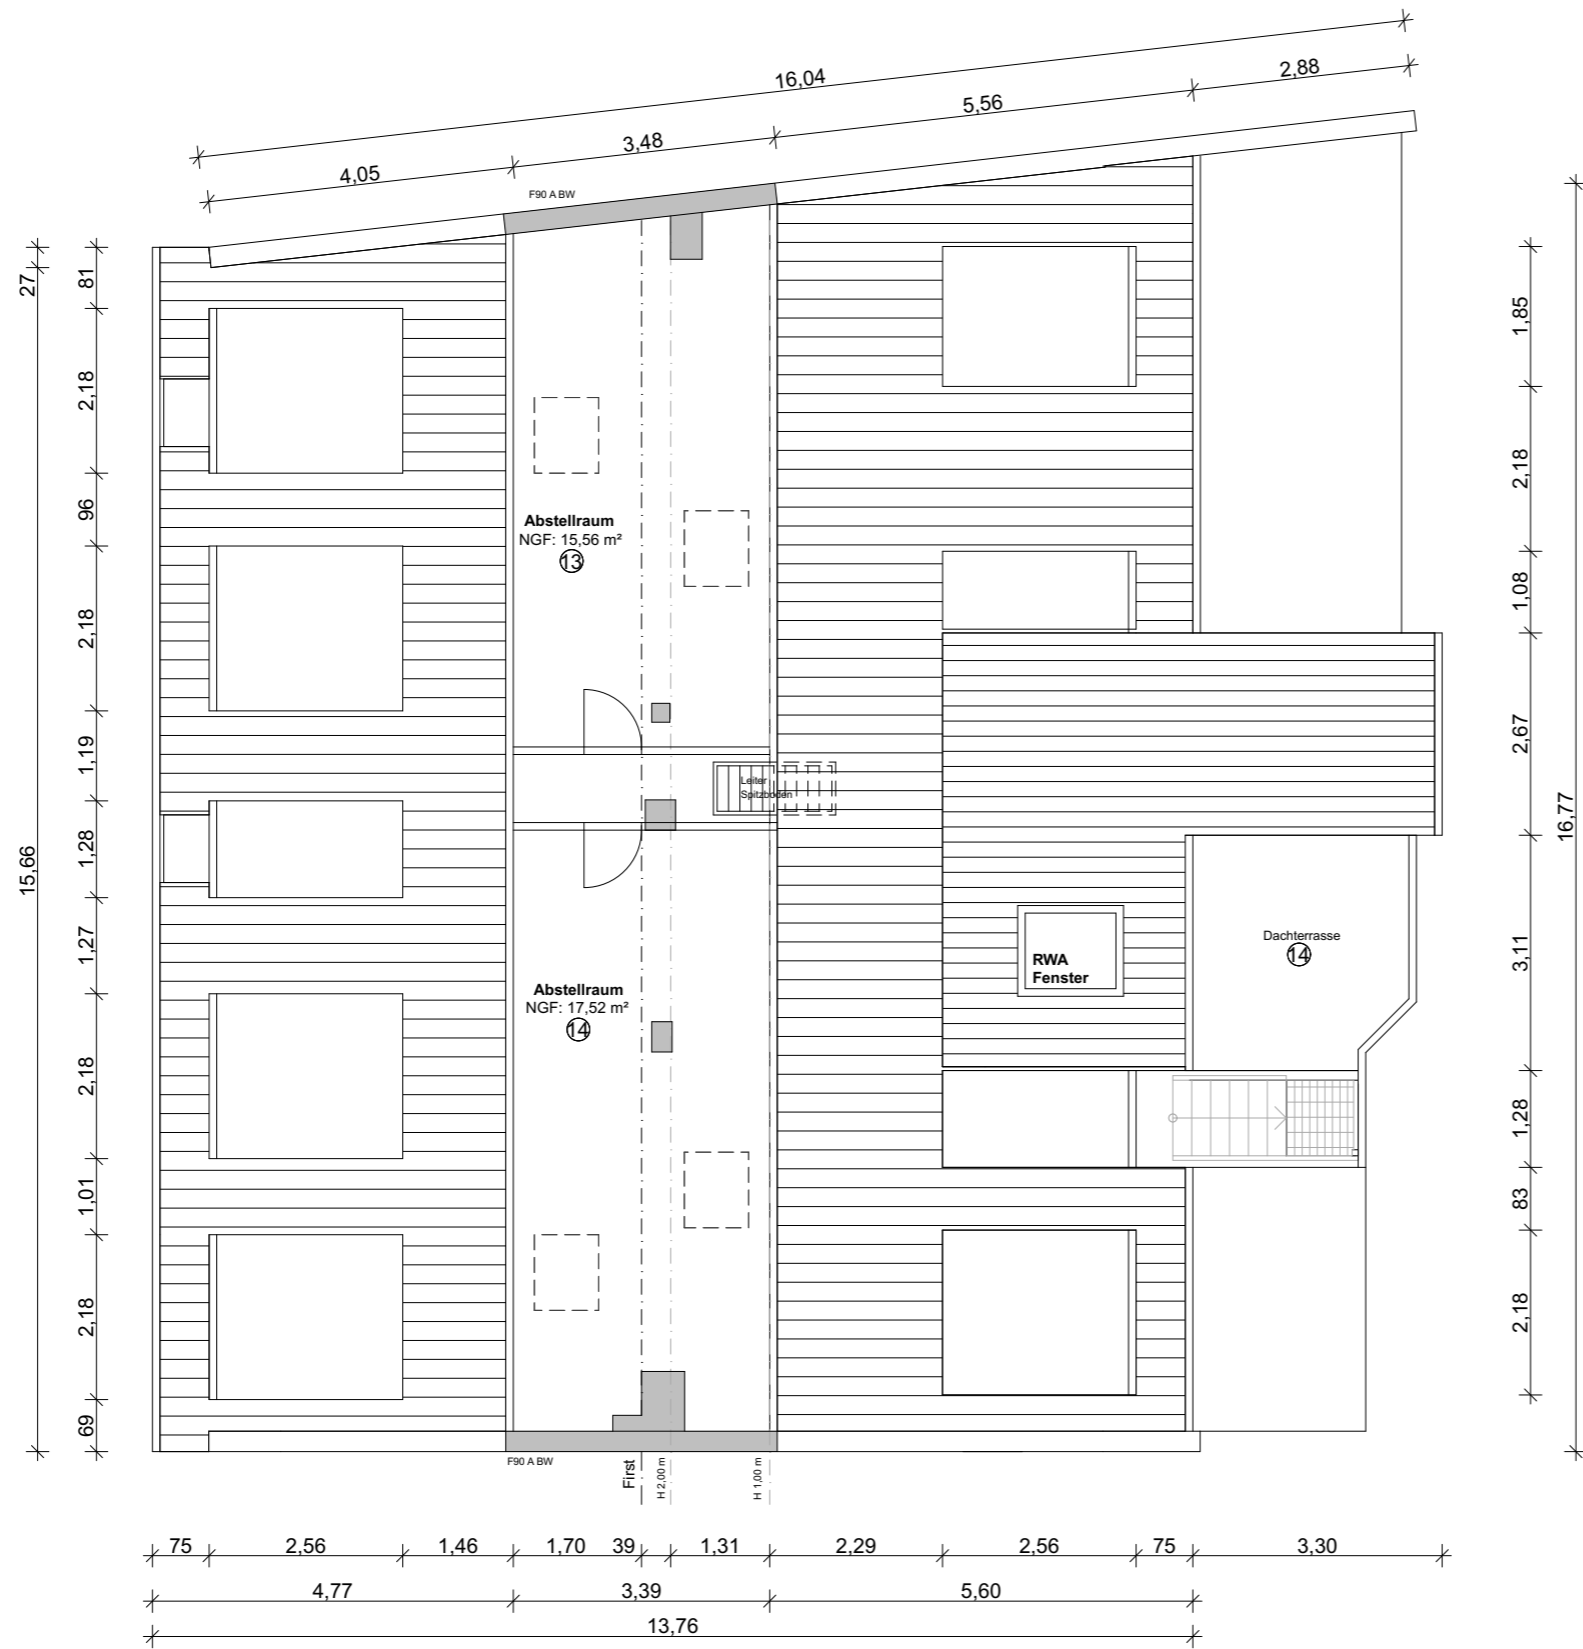 16,04
2,88
5,56
3,48
4,05
F90 A BW
27
81
2,18
96
2,18
1,19
1,28
1,27
2,18
1,01
2,18
69
15,66
Abstellraum
NGF: 15,56 m²
13
Leiter
Spitzboden
Abstellraum
NGF: 17,52 m²
14
RWA
Fenster
Dachterrasse
14
1,85
2,18
1,08
2,67
3,11
1,28
83
2,18
16,77
F90 A BW
First
H 2,00 m
H 1,00 m
75 2,56 1,46 1,70 39 1,31 2,29 2,56 75 3,30
4,77 3,39 5,60
13,76